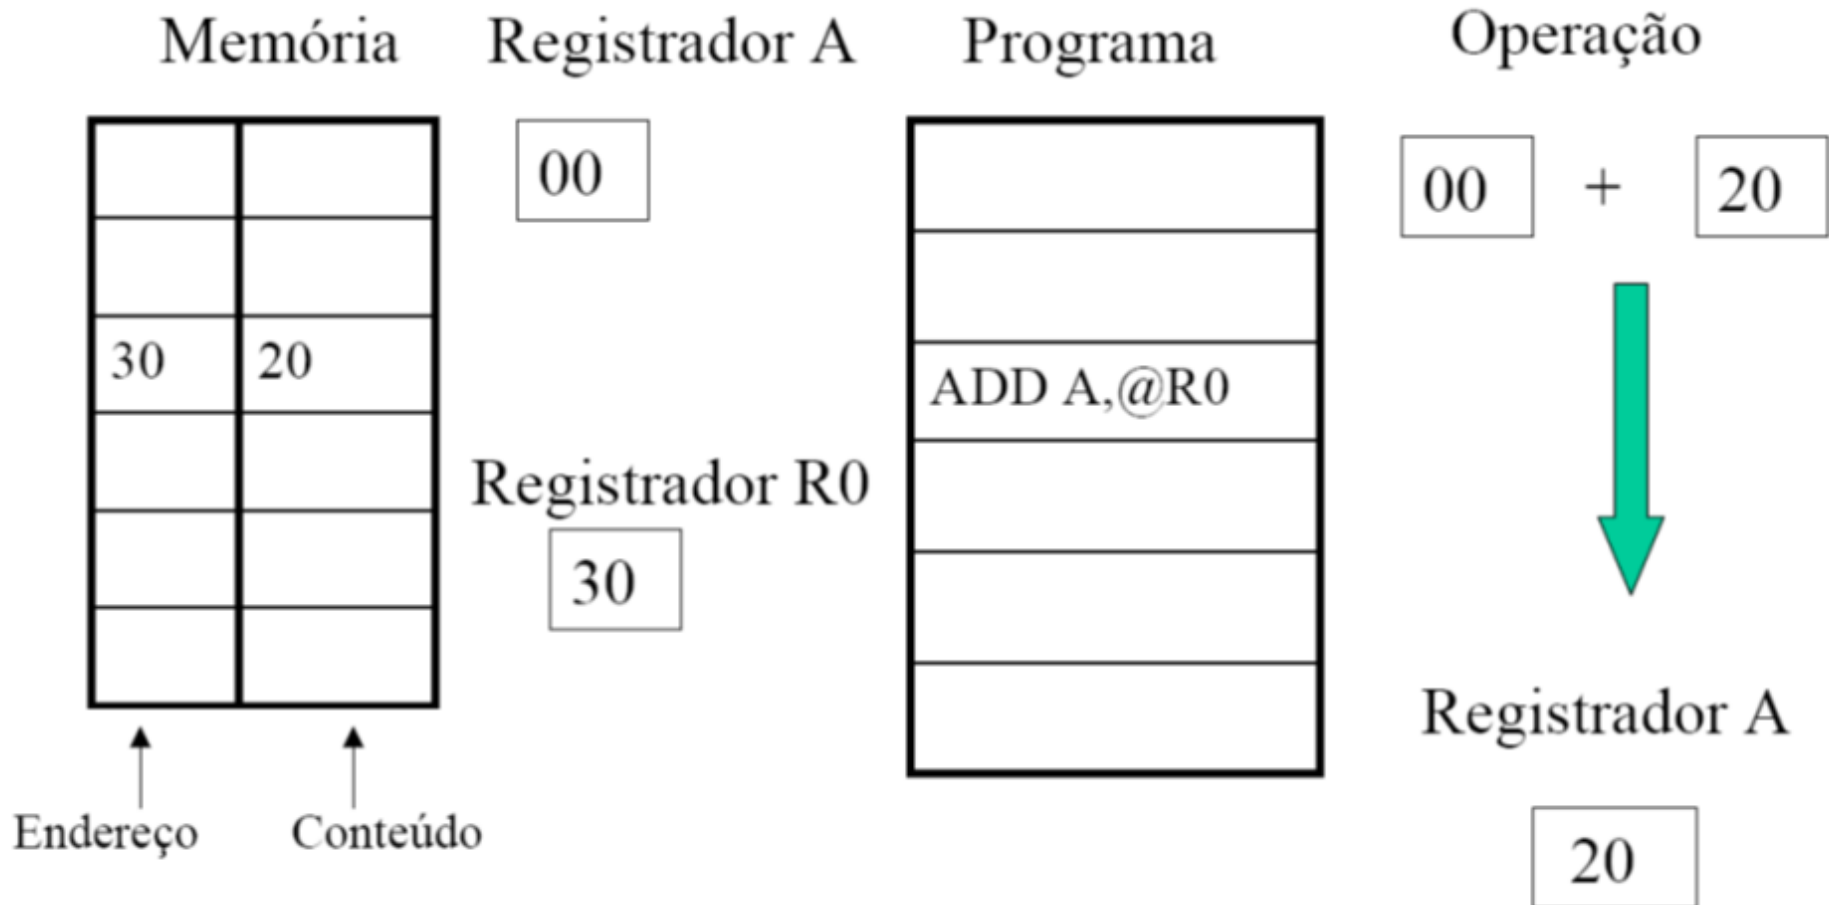 Memória
Registrador A
Programa
Operação
00
00 + 20
30 20
ADD A,@R0
Registrador R0
30
Registrador A
Endereço
Conteúdo
20